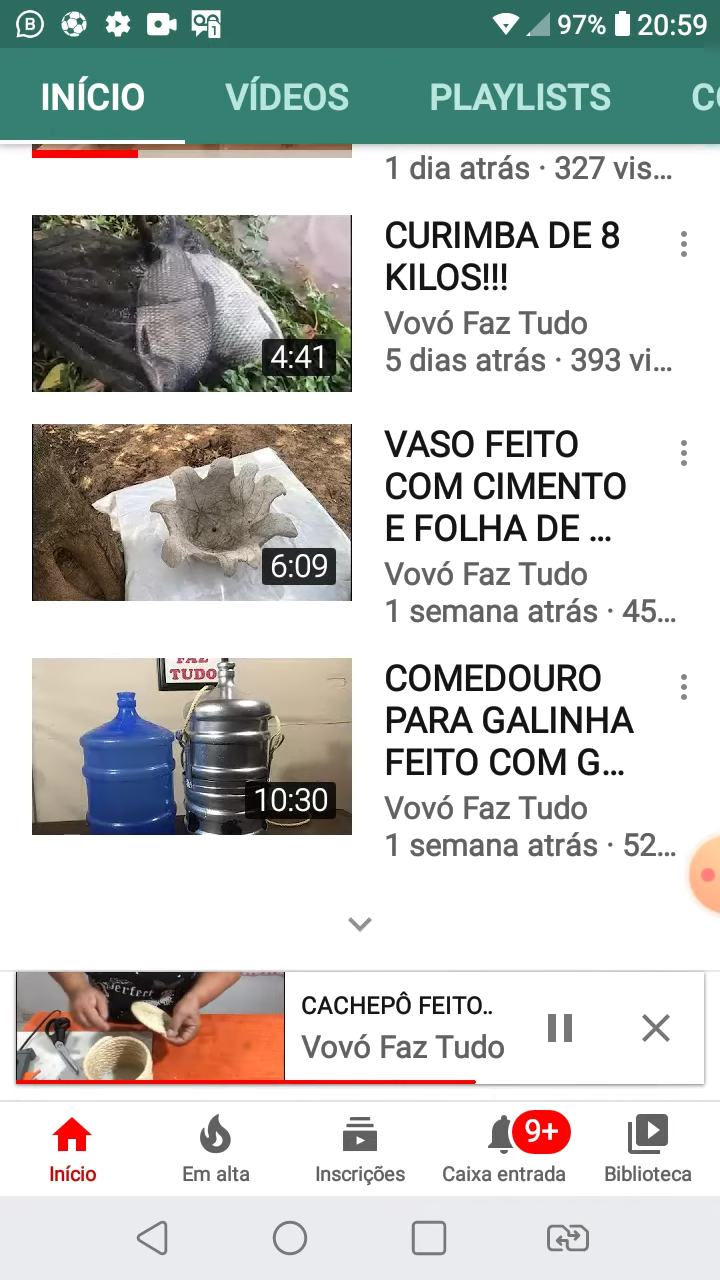 97% 20:59
INÍCIO VÍDEOS PLAYLISTS
1 dia atrás · 327 vis...
CURIMBA DE 8
KILOS!!!
Vovó Faz Tudo
5 dias atrás · 393 vi...
4:41
VASO FEITO
COM CIMENTO
E FOLHA DE ...
Vovó Faz Tudo
1 semana atrás · 45...
6:09
FAZ
TUDO
COMEDOURO
PARA GALINHA
FEITO COM G...
Vovó Faz Tudo
1 semana atrás · 52...
10:30
CACHEPÔ FEITO..
Vovó Faz Tudo
9+
Início Em alta Inscrições Caixa entrada Biblioteca